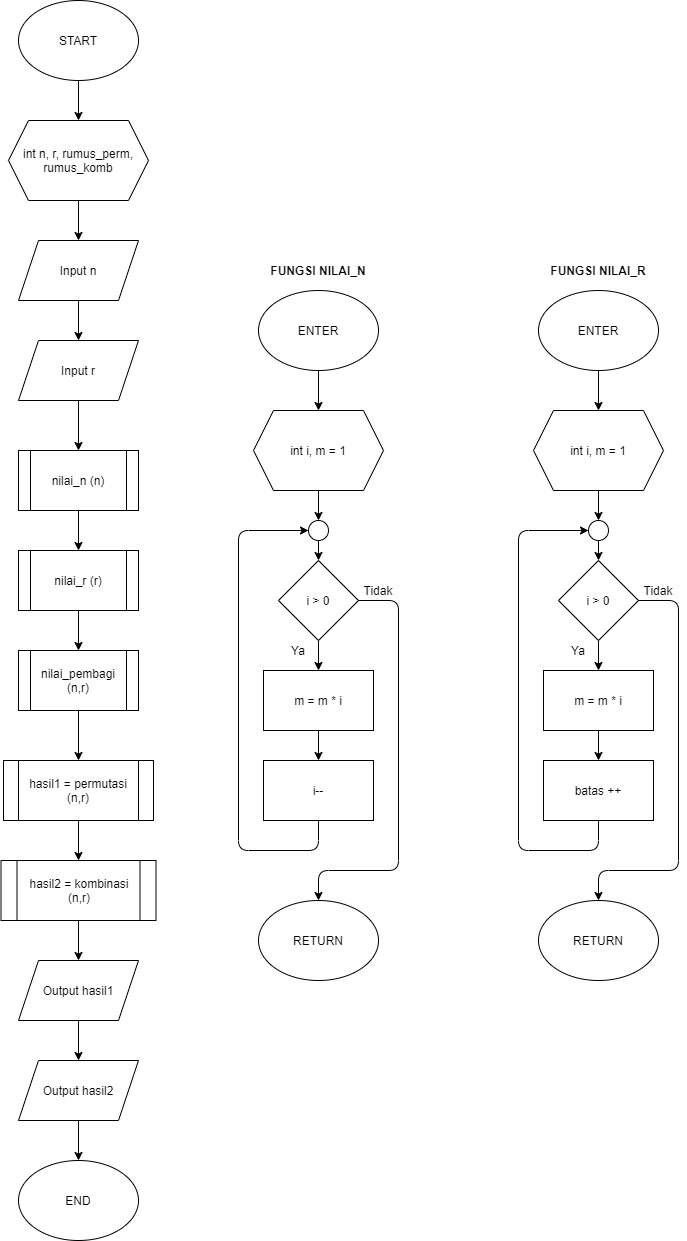 START
int n, r, rumus_perm,
rumus_komb
Input n
Input r
nilai_n (n)
nilai_r (r)
nilai_pembagi
(n,r)
hasil1 = permutasi
(n,r)
hasil2 = kombinasi
(n,r)
Output hasil1
Output hasil2
END
FUNGSI NILAI_N
ENTER
int i, m = 1
i > 0
Tidak
Ya
m = m * i
i--
RETURN
FUNGSI NILAI_R
ENTER
int i, m = 1
i > 0
Tidak
Ya
m = m * i
batas ++
RETURN